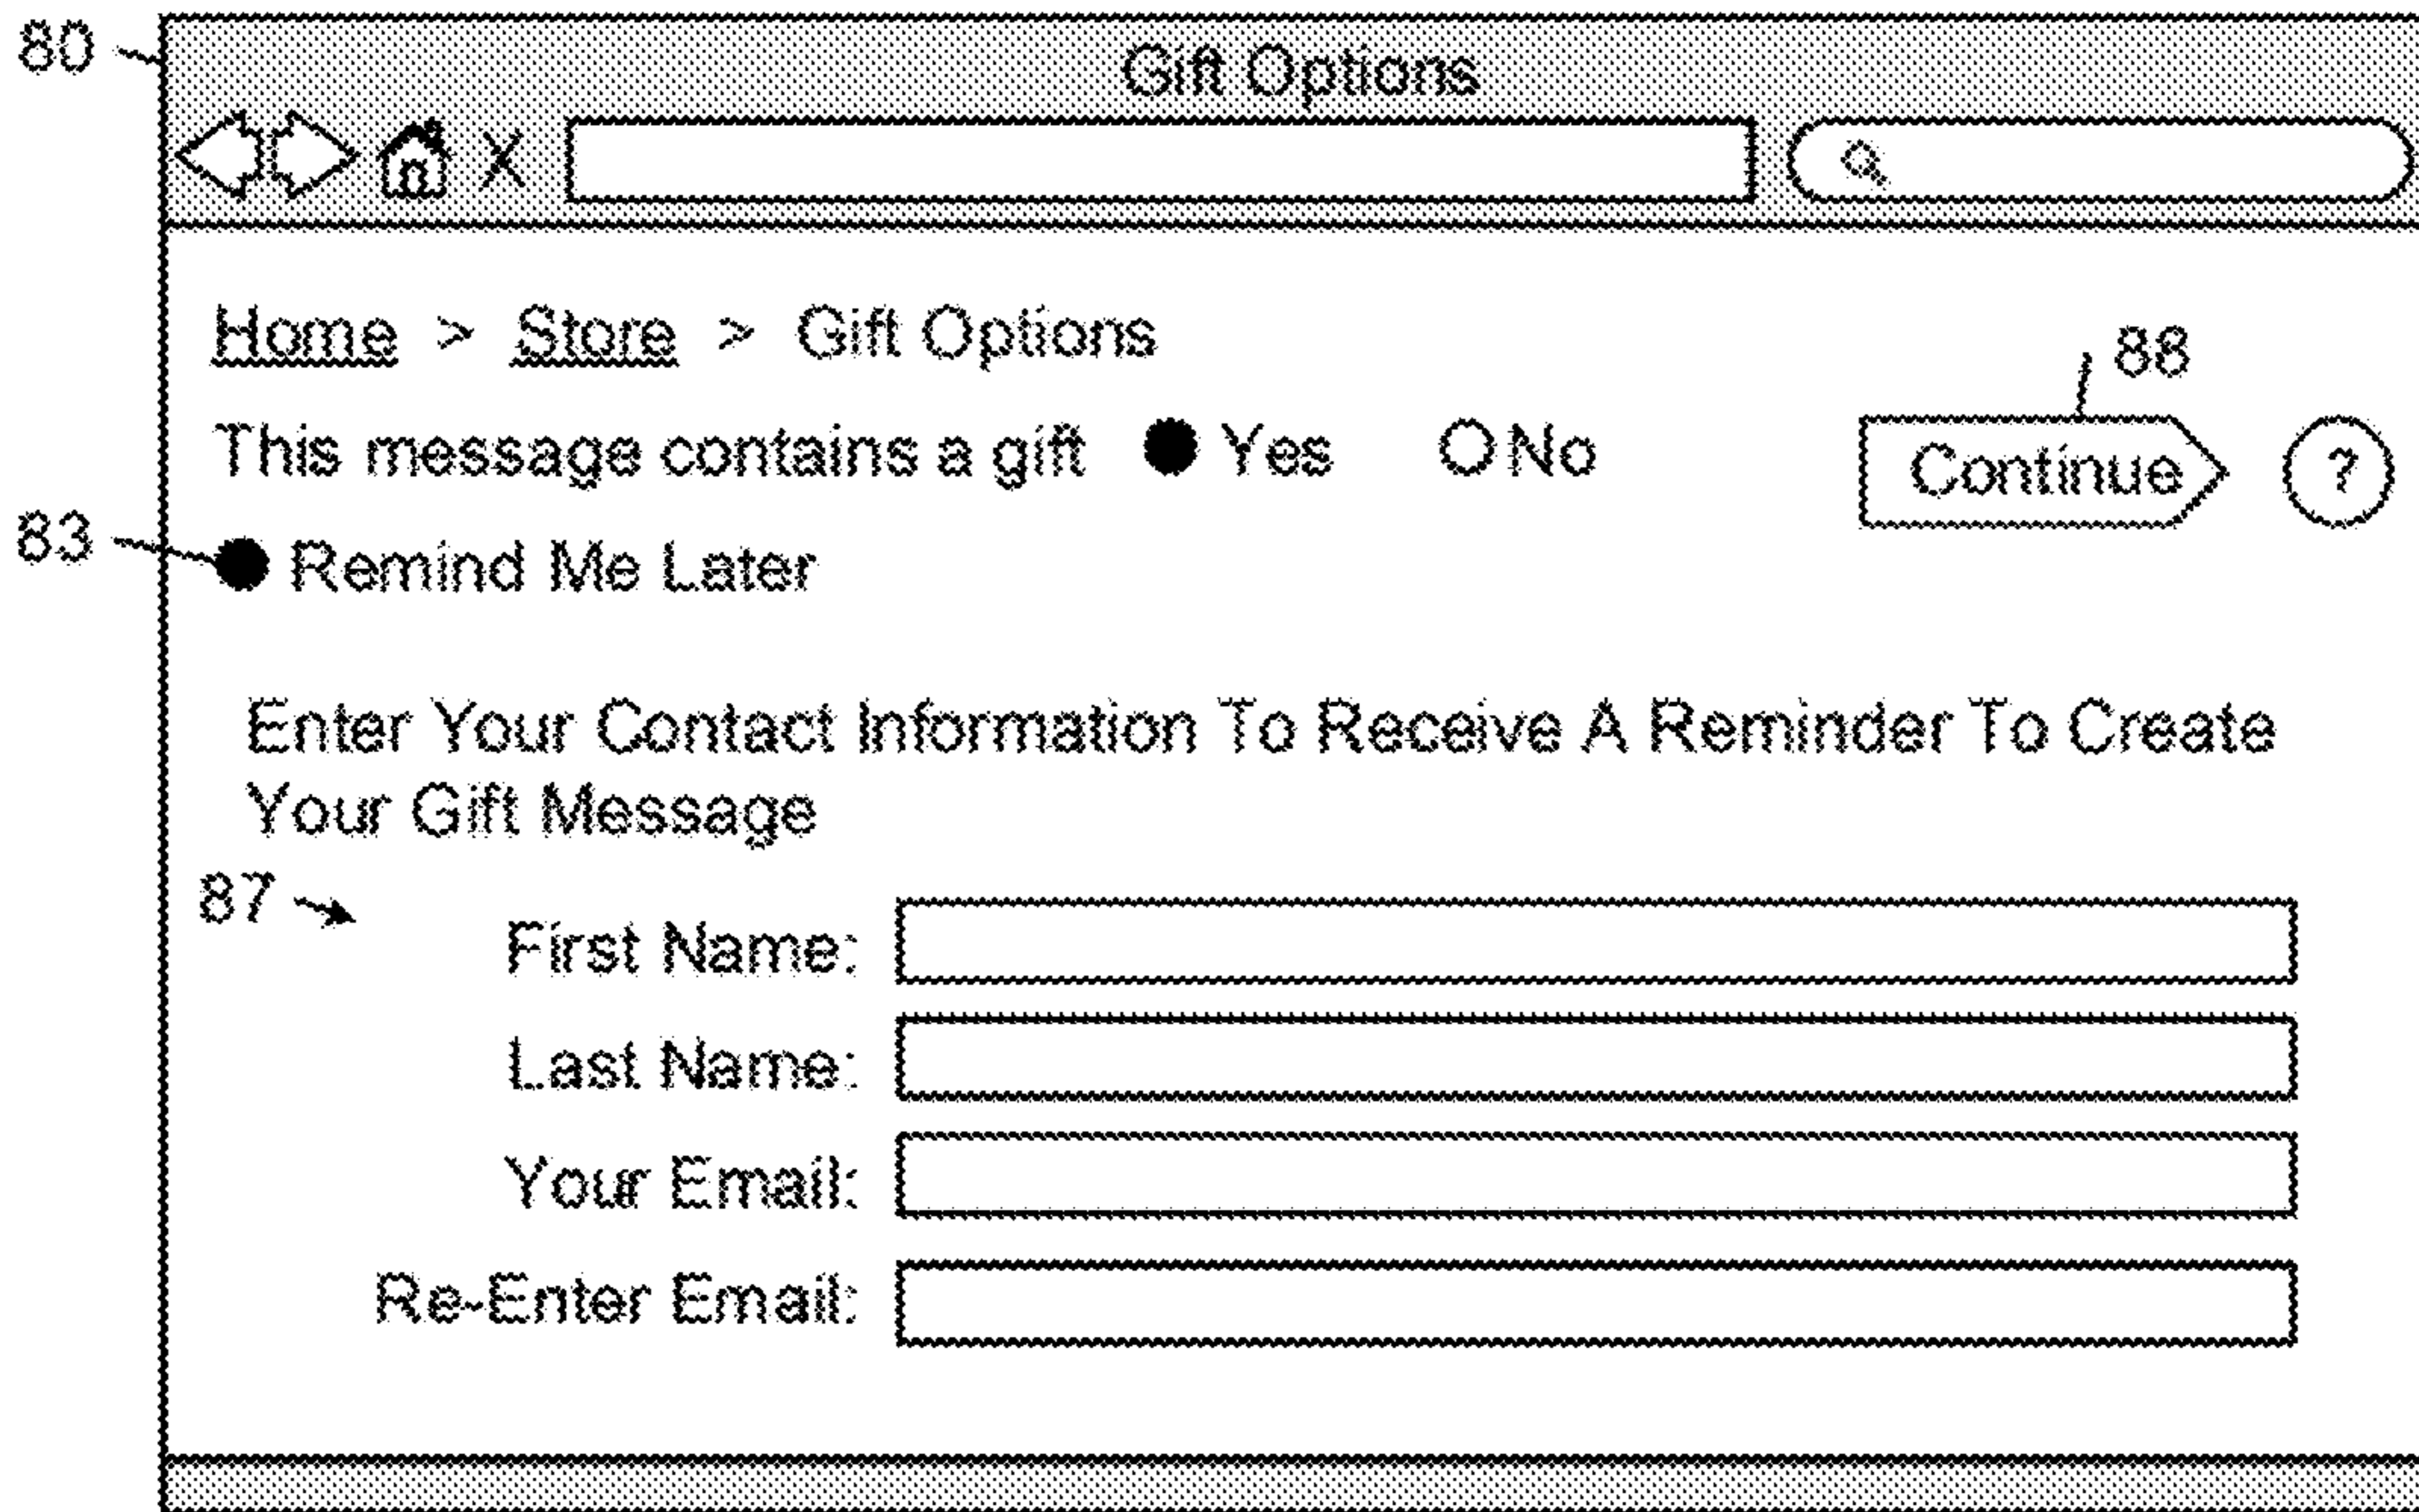 80
Gift Options
X
Home > Store > Gift Options
88
This message contains a gift Yes No
Continue ?
83
Remind Me Later
Enter Your Contact Information To Receive A Reminder To Create
Your Gift Message
87
First Name:
Last Name:
Your Email:
Re-Enter Email: